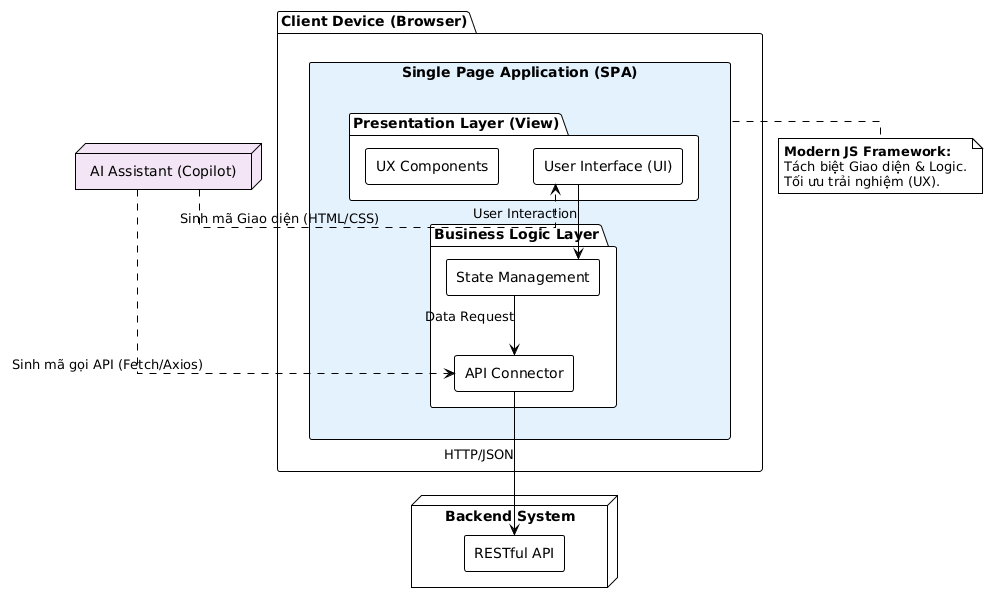 Client Device (Browser)
Single Page Application (SPA)
Presentation Layer (View)
UX Components
User Interface (UI)
Modern JS Framework:
Tách biệt Giao diện & Logic.
Tối ưu trải nghiệm (UX).
AI Assistant (Copilot)
Sinh mã Giao diện (HTML/CSS)
User Interaction
Business Logic Layer
State Management
Data Request
Sinh mã gọi API (Fetch/Axios)
API Connector
HTTP/JSON
Backend System
RESTful API